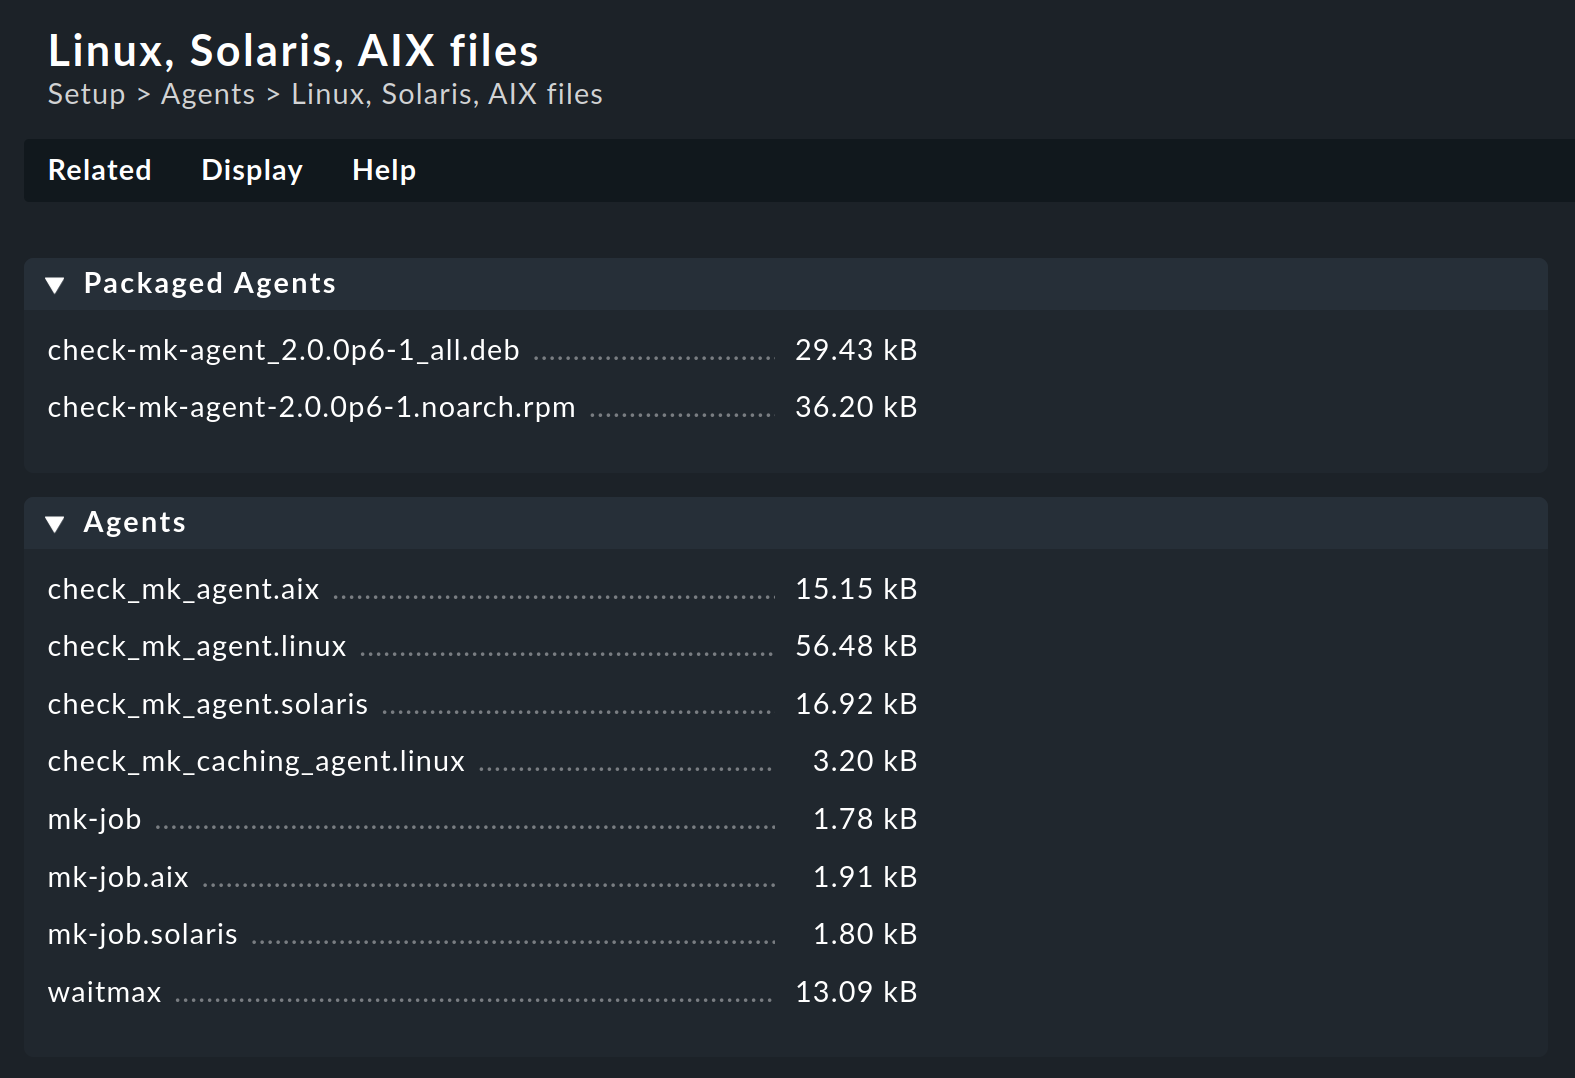 Linux, Solaris, AIX files
Setup > Agents > Linux, Solaris, AIX files
Related Display Help
Packaged Agents
check-mk-agent_2.0.0p6-1_all.deb 29.43 kB
check-mk-agent-2.0.0p6-1.noarch.rpm 36.20 kB
Agents
check_mk_agent.aix 15.15 kB
check_mk_agent.linux 56.48 kB
check_mk_agent.solaris 16.92 kB
check_mk_caching_agent.linux 3.20 kB
mk-job 1.78 kB
mk-job.aix 1.91 kB
mk-job.solaris 1.80 kB
waitmax 13.09 kB